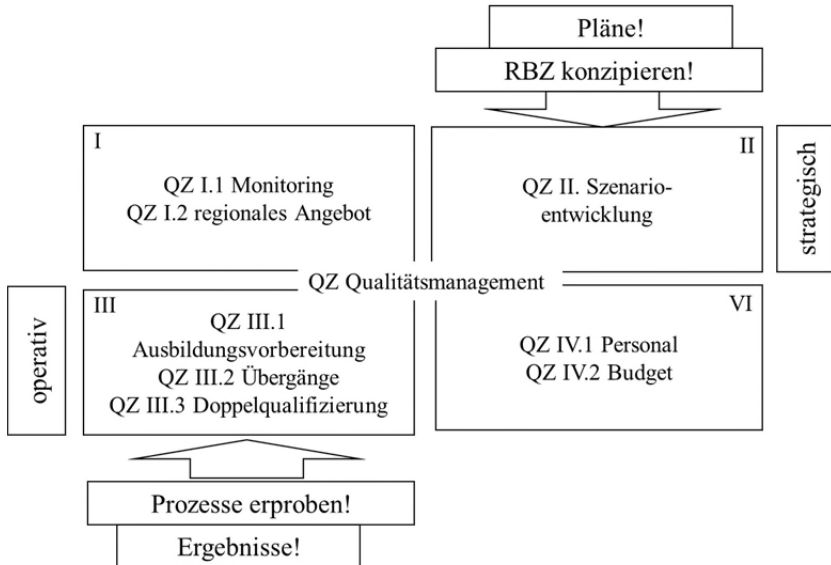 Pläne!
RBZ konzipieren!
I
QZ I.1 Monitoring
QZ I.2 regionales Angebot
II
QZ II. Szenario-
entwicklung
strategisch
QZ Qualitätsmanagement
operativ
III
QZ III.1
Ausbildungsvorbereitung
QZ III.2 Übergänge
QZ III.3 Doppelqualifizierung
VI
QZ IV.1 Personal
QZ IV.2 Budget
Prozesse erproben!
Ergebnisse!